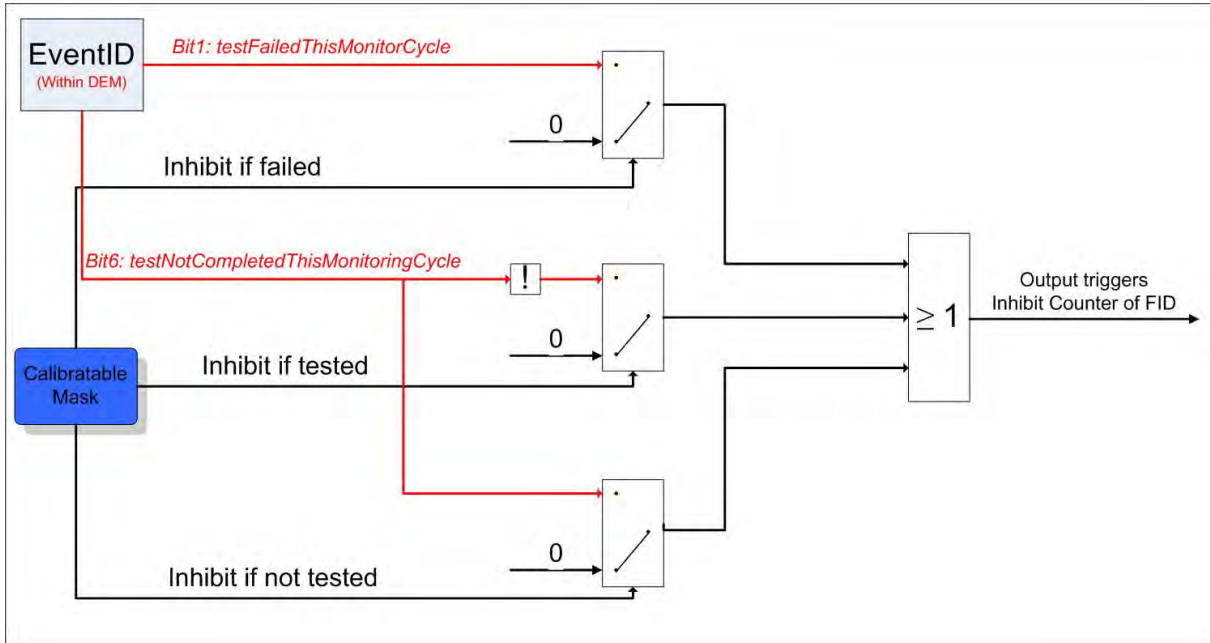 EventID
(Within DEM)
Bit1: testFailedThisMonitorCycle
0
Inhibit if failed
Bit6: testNotCompletedThisMonitoringCycle
!
0
Inhibit if tested
Calibratable
Mask
≥ 1
Output triggers
Inhibit Counter of FID
0
Inhibit if not tested